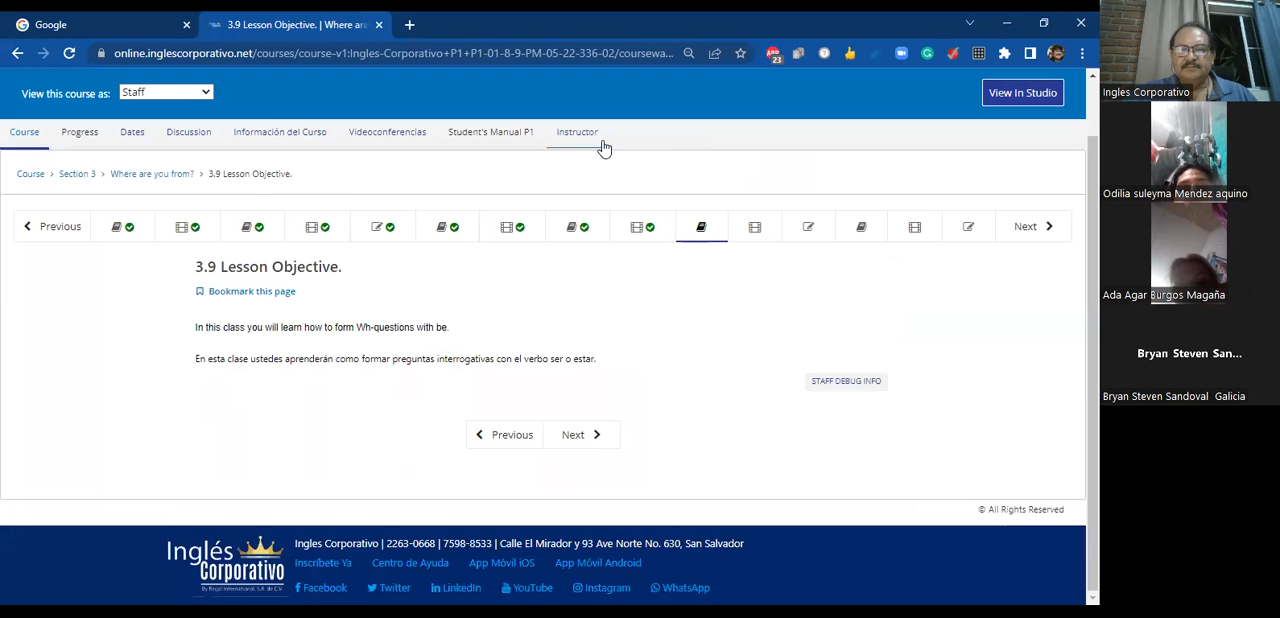 Google
3.9 Lesson Objective. | Where are
online.inglescorporativo.net/courses/course-v1:Ingles-Corporativo+P1+P1-01-8-9-PM-05-22-336-02/coursewa...
23
View this course as: Staff
View In Studio
Course Progress Dates Discussion Información del Curso Videoconferencias Student's Manual P1 Instructor
Course > Section 3 > Where are you from? > 3.9 Lesson Objective.
Previous
Next
3.9 Lesson Objective.
Bookmark this page
In this class you will learn how to form Wh-questions with be.
En esta clase ustedes aprenderán como formar preguntas interrogativas con el verbo ser o estar.
STAFF DEBUG INFO
Previous Next
© All Rights Reserved
Inglés Corporativo
Ingles Corporativo | 2263-0668 | 7598-8533 | Calle El Mirador y 93 Ave Norte No. 630, San Salvador
Inscríbete Ya Centro de Ayuda App Móvil iOS App Móvil Android
Facebook Twitter LinkedIn YouTube Instagram WhatsApp
Ingles Corporativo
Odilia suleyma Mendez aquino
Ada Agar Burgos Magaña
Bryan Steven San...
Bryan Steven Sandoval Galicia